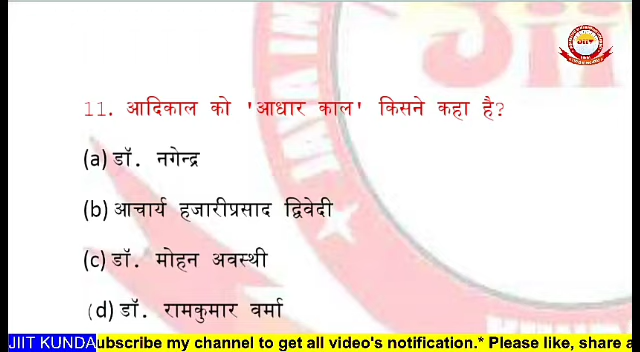 11. आदिकाल को 'आधार काल' किसने कहा है?
(a) डॉ. नगेन्द्र
(b) आचार्य हजारीप्रसाद द्विवेदी
(c) डॉ. मोहन अवस्थी
(d) डॉ. रामकुमार वर्मा
JIIT KUNDA ubscribe my channel to get all video's notification.* Please like, share a